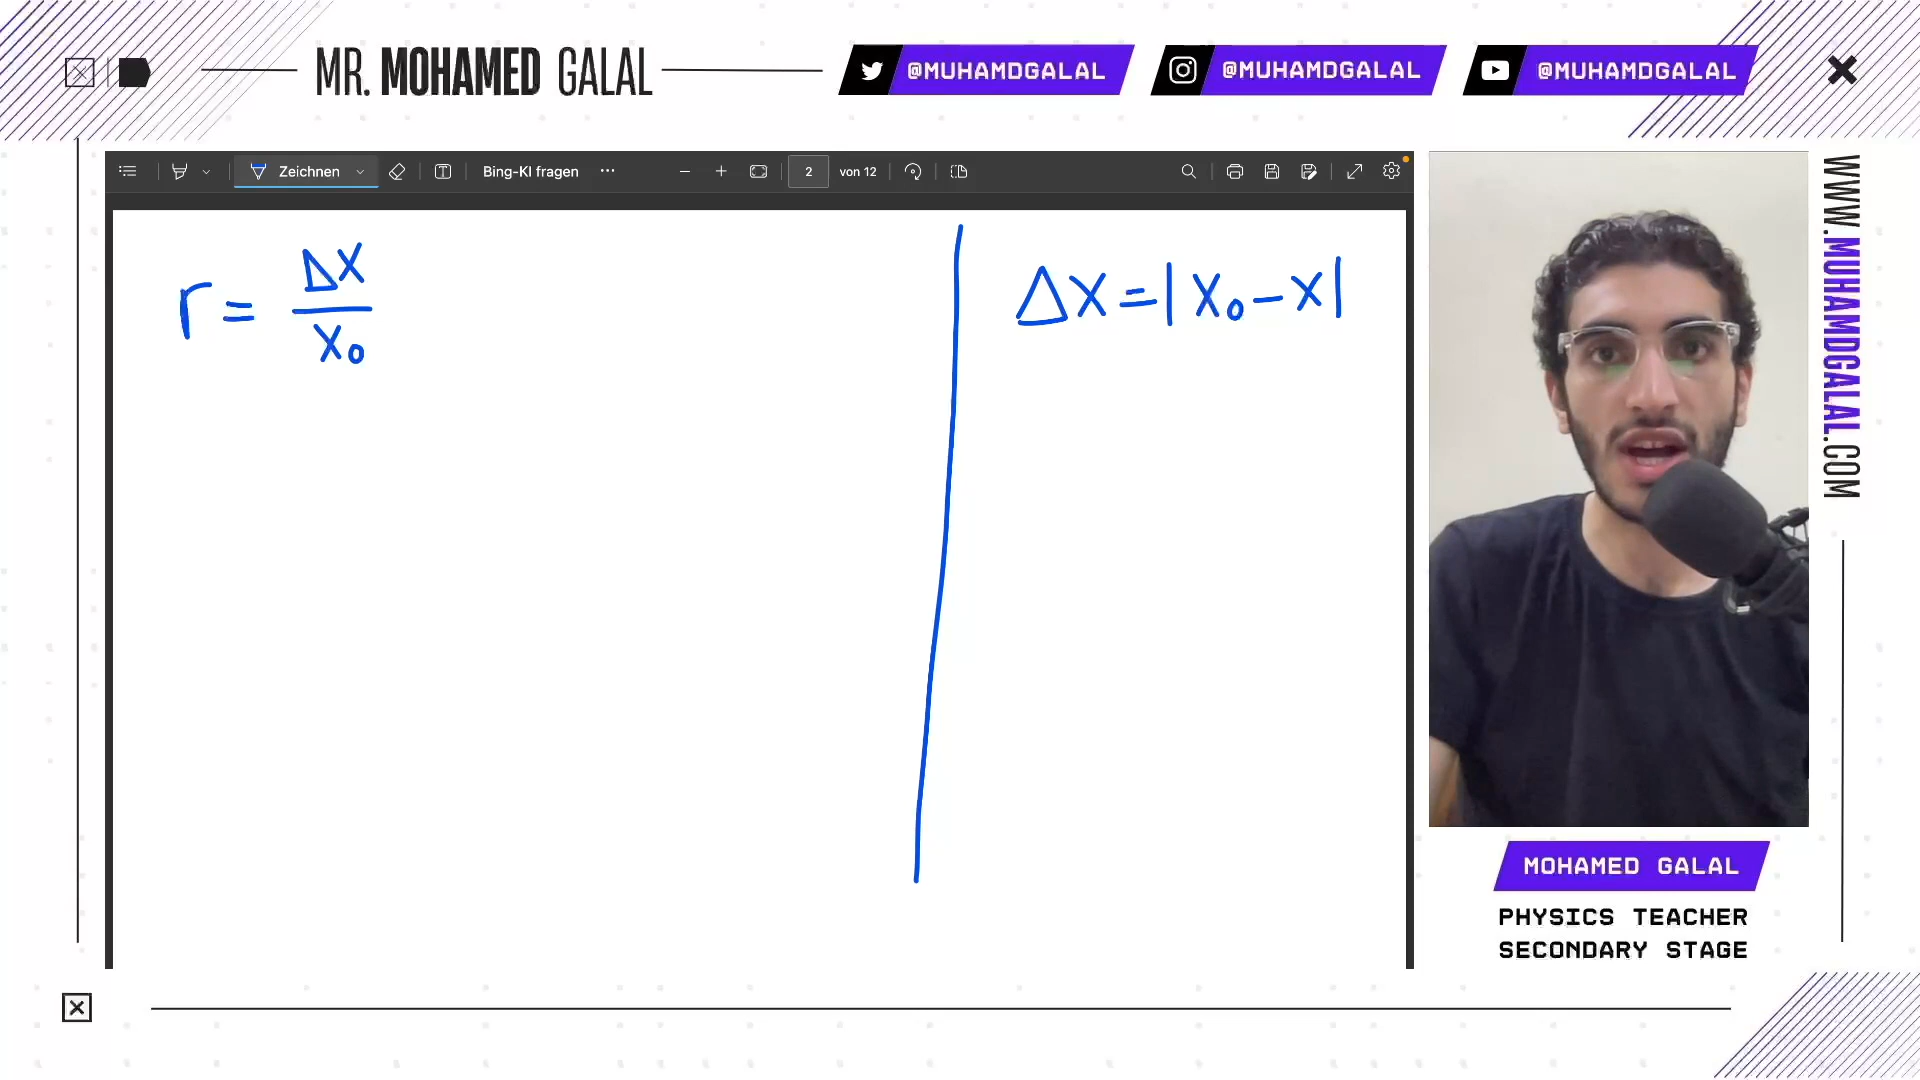 MR. MOHAMED GALAL
@MUHAMDGALAL
@MUHAMDGALAL
@MUHAMDGALAL
Zeichnen
Bing-KI fragen
2
von 12
r = Δx / x₀
Δx = | x₀ - x |
WWW.MUHAMDGALAL.COM
MOHAMED GALAL
PHYSICS TEACHER
SECONDARY STAGE